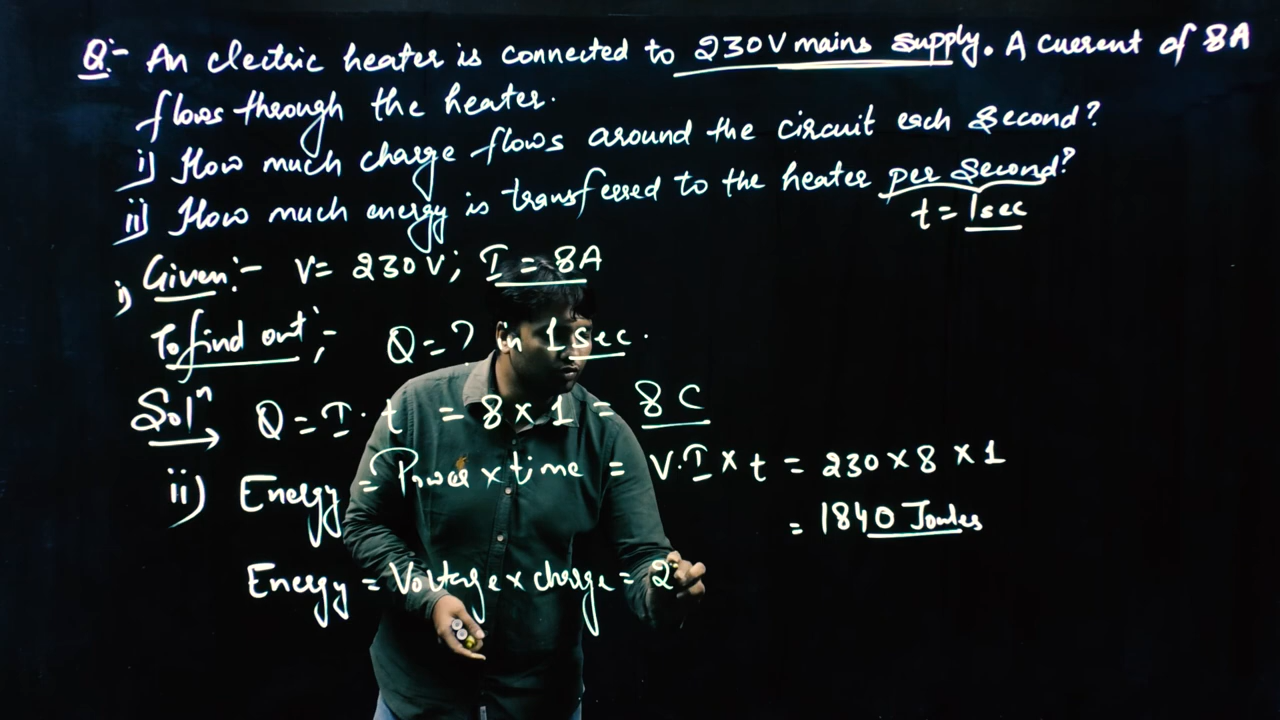 Q:- An electric heater is connected to 230V mains supply. A current of 8A
flows through the heater.
i) How much charge flows around the circuit each second?
ii) How much energy is transferred to the heater per second?
t = 1sec
i) Given:- V= 230V; I = 8A
To find out:- Q=? in 1 sec.
Solⁿ Q = I. t = 8 × 1 = 8 C
ii) Energy = Power × time = V.I × t = 230 × 8 × 1
= 1840 Joules
Energy = Voltage × charge = 2